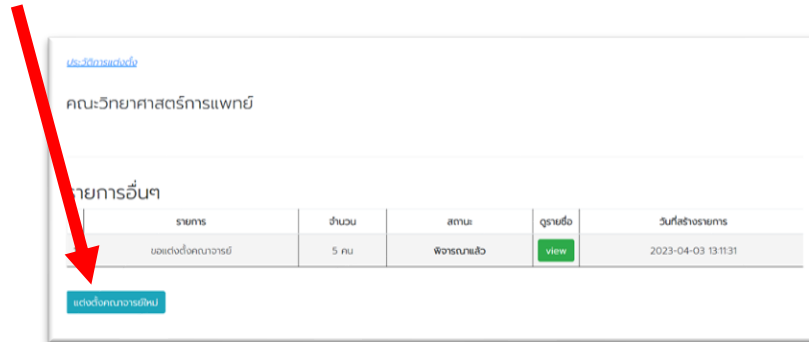 ประวัติการแต่งตั้ง
คณะวิทยาศาสตร์การแพทย์
รายการอื่นๆ
รายการ จำนวน สถานะ ดูรายชื่อ วันที่สร้างรายการ
ขอแต่งตั้งคณาจารย์ 5 คน พิจารณาแล้ว view 2023-04-03 13:11:31
แต่งตั้งคณาจารย์ใหม่